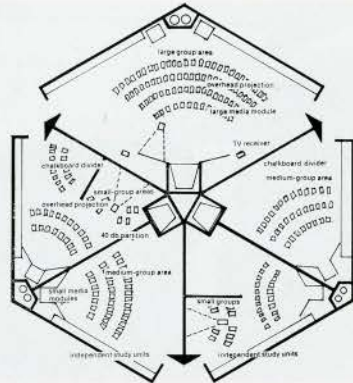 large group area
overhead projection
large media module
TV receiver
chalkboard divider
chalkboard divider
medium-group area
small-group areas
overhead projection
40 db partition
medium-group area
small media
modules
small groups
independent study units
independent study units